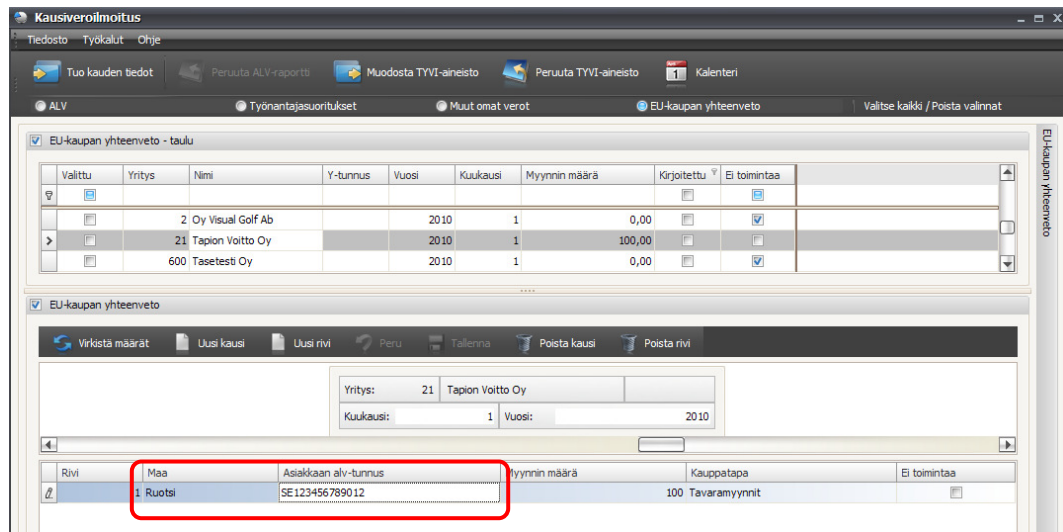 Kausiveroilmoitus
Tiedosto Työkalut Ohje
Tuo kauden tiedot Peruuta ALV-raportti Muodosta TYVI-aineisto Peruuta TYVI-aineisto 1 Kalenteri
ALV Työnantajasuoritukset Muut omat verot EU-kaupan yhteenveto Valitse kaikki / Poista valinnat
EU-kaupan yhteenveto
EU-kaupan yhteenveto - taulu
Valittu Yritys Nimi Y-tunnus Vuosi Kuukausi Myynnin määrä Kirjoitettu Ei toimintaa
2 Oy Visual Golf Ab 2010 1 0,00
21 Tapion Voitto Oy 2010 1 100,00
600 Tasetesti Oy 2010 1 0,00
EU-kaupan yhteenveto
Virkistä määrät Uusi kausi Uusi rivi Peru Tallenna Poista kausi Poista rivi
Yritys: 21 Tapion Voitto Oy
Kuukausi: 1 Vuosi: 2010
Rivi Maa Asiakkaan alv-tunnus Myynnin määrä Kauppatapa Ei toimintaa
1 Ruotsi SE123456789012 100 Tavaramyynnit